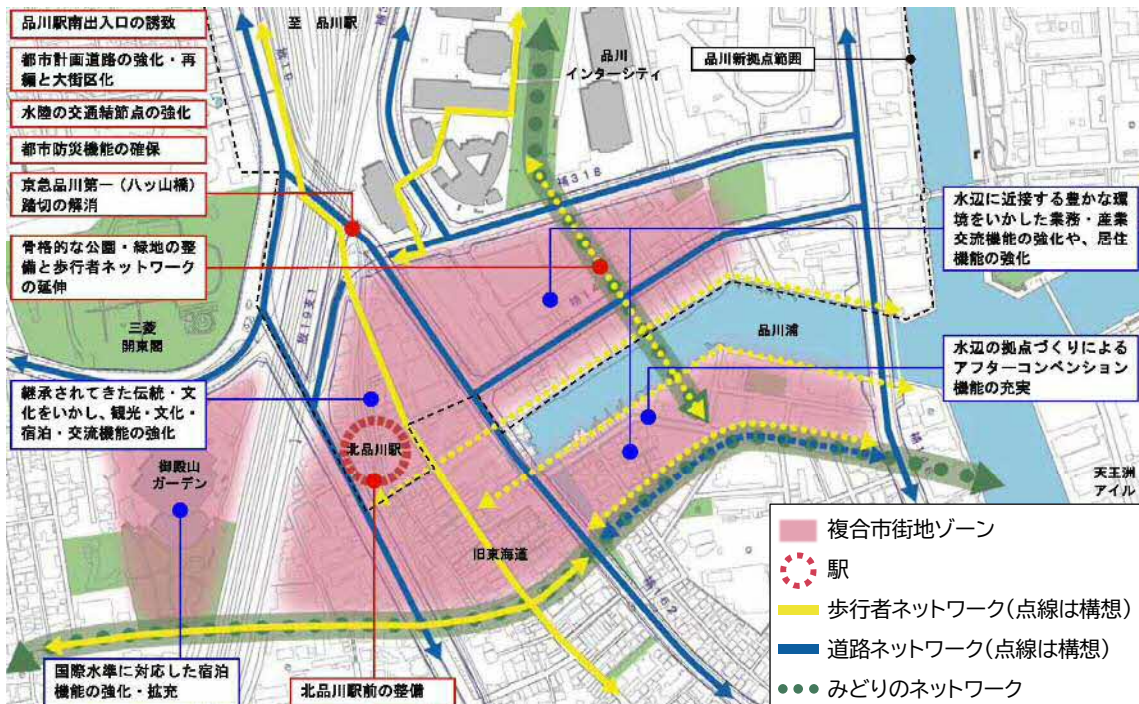 品川駅南出入口の誘致
都市計画道路の強化・再
編と大街区化
水陸の交通結節点の強化
都市防災機能の確保
京急品川第一（八ッ山橋）
踏切の解消
骨格的な公園・緑地の整
備と歩行者ネットワーク
の延伸
至 品川駅
品川
インターシティ
品川新拠点範囲
補318
水辺に近接する豊かな環
境をいかした業務・産業
交流機能の強化や、居住
機能の強化
三菱
開東閣
品川浦
水辺の拠点づくりによる
アフターコンベンション
機能の充実
継承されてきた伝統・文
化をいかし、観光・文化・
宿泊・交流機能の強化
北品川駅
御殿山
ガーデン
天王洲
アイル
旧東海道
補162
国際水準に対応した宿泊
機能の強化・拡充
北品川駅前の整備
複合市街地ゾーン
駅
歩行者ネットワーク(点線は構想)
道路ネットワーク(点線は構想)
みどりのネットワーク